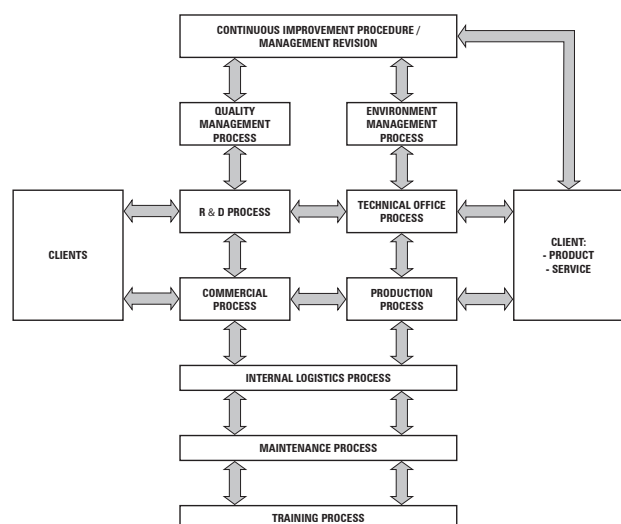 CONTINUOUS IMPROVEMENT PROCEDURE /
MANAGEMENT REVISION
QUALITY
MANAGEMENT
PROCESS
ENVIRONMENT
MANAGEMENT
PROCESS
CLIENTS
R & D PROCESS
TECHNICAL OFFICE
PROCESS
CLIENT:
- PRODUCT
- SERVICE
COMMERCIAL
PROCESS
PRODUCTION
PROCESS
INTERNAL LOGISTICS PROCESS
MAINTENANCE PROCESS
TRAINING PROCESS